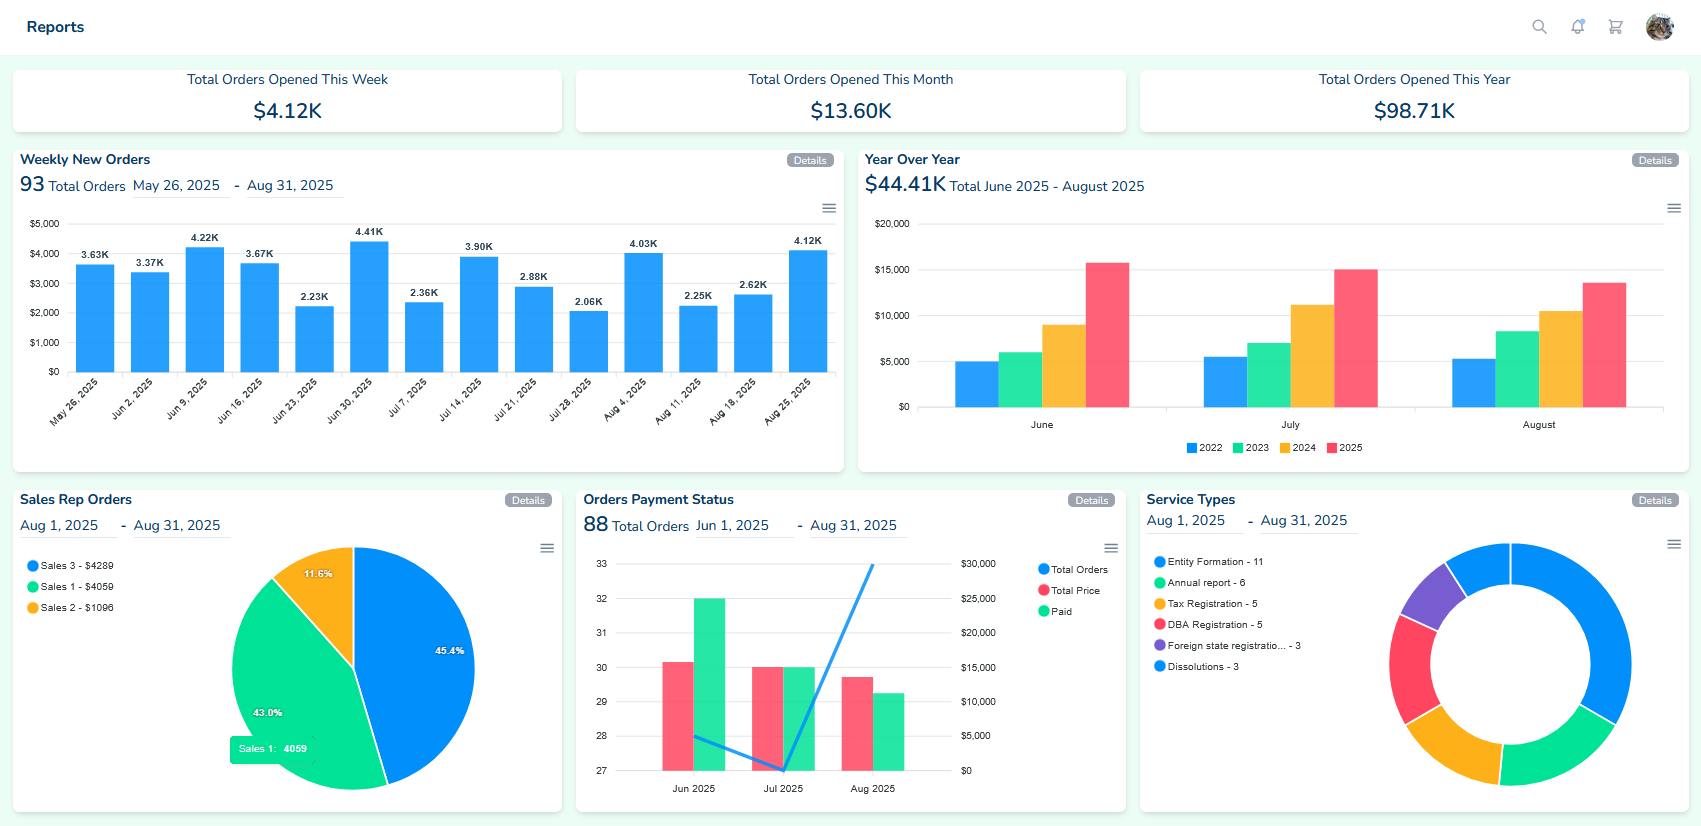 Reports
Total Orders Opened This Week
$4.12K
Total Orders Opened This Month
$13.60K
Total Orders Opened This Year
$98.71K
Weekly New Orders
Details
93 Total Orders May 26, 2025 - Aug 31, 2025
$5,000
$4,000
$3,000
$2,000
$1,000
$0
3.63K
3.37K
4.22K
3.67K
2.23K
4.41K
2.36K
3.90K
2.88K
2.06K
4.03K
2.25K
2.62K
4.12K
May 26, 2025
Jun 2, 2025
Jun 9, 2025
Jun 16, 2025
Jun 23, 2025
Jun 30, 2025
Jul 7, 2025
Jul 14, 2025
Jul 21, 2025
Jul 28, 2025
Aug 4, 2025
Aug 11, 2025
Aug 18, 2025
Aug 25, 2025
Year Over Year
Details
$44.41K Total June 2025 - August 2025
$20,000
$15,000
$10,000
$5,000
$0
June
July
August
2022
2023
2024
2025
Sales Rep Orders
Details
Aug 1, 2025 - Aug 31, 2025
Sales 3 - $4289
Sales 1 - $4059
Sales 2 - $1096
11.6%
45.4%
43.0%
Sales 1: 4059
Orders Payment Status
Details
88 Total Orders Jun 1, 2025 - Aug 31, 2025
33
32
31
30
29
28
27
$30,000
$25,000
$20,000
$15,000
$10,000
$5,000
$0
Jun 2025
Jul 2025
Aug 2025
Total Orders
Total Price
Paid
Service Types
Details
Aug 1, 2025 - Aug 31, 2025
Entity Formation - 11
Annual report - 6
Tax Registration - 5
DBA Registration - 5
Foreign state registratio... - 3
Dissolutions - 3